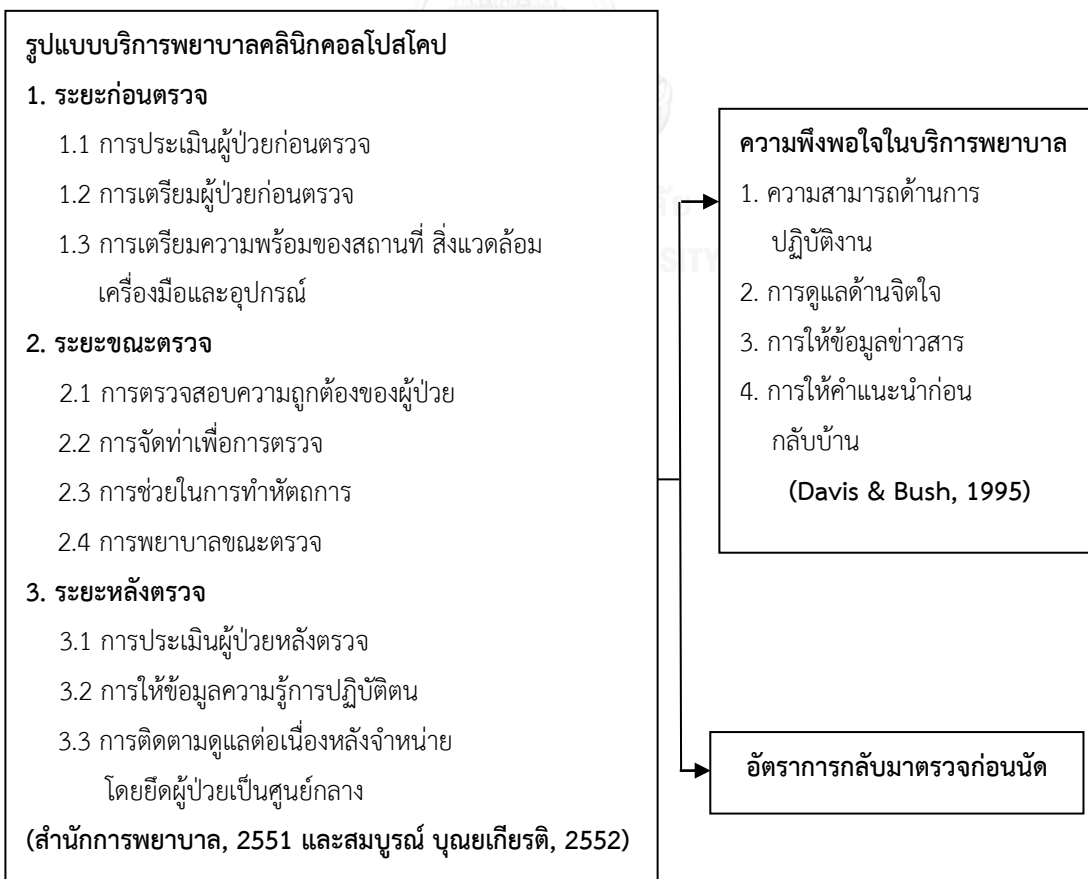 รูปแบบบริการพยาบาลคลินิกคอลโปสโคป
1. ระยะก่อนตรวจ
1.1 การประเมินผู้ป่วยก่อนตรวจ
1.2 การเตรียมผู้ป่วยก่อนตรวจ
1.3 การเตรียมความพร้อมของสถานที่ สิ่งแวดล้อม
เครื่องมือและอุปกรณ์
2. ระยะขณะตรวจ
2.1 การตรวจสอบความถูกต้องของผู้ป่วย
2.2 การจัดท่าเพื่อการตรวจ
2.3 การช่วยในการทำหัตถการ
2.4 การพยาบาลขณะตรวจ
3. ระยะหลังตรวจ
3.1 การประเมินผู้ป่วยหลังตรวจ
3.2 การให้ข้อมูลความรู้การปฏิบัติตน
3.3 การติดตามดูแลต่อเนื่องหลังจำหน่าย
โดยยึดผู้ป่วยเป็นศูนย์กลาง
(สำนักการพยาบาล, 2551 และสมบูรณ์ บุณยเกียรติ, 2552)
ความพึงพอใจในบริการพยาบาล
1. ความสามารถด้านการ
ปฏิบัติงาน
2. การดูแลด้านจิตใจ
3. การให้ข้อมูลข่าวสาร
4. การให้คำแนะนำก่อน
กลับบ้าน
(Davis & Bush, 1995)
อัตราการกลับมาตรวจก่อนนัด